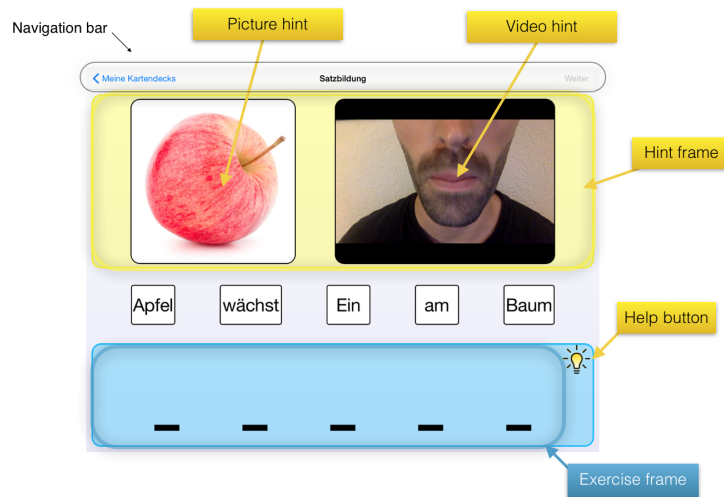 Picture hint
Video hint
Navigation bar
Meine Kartendecks
Satzbildung
Weiter
Hint frame
Apfel
wächst
Ein
am
Baum
Help button
Exercise frame